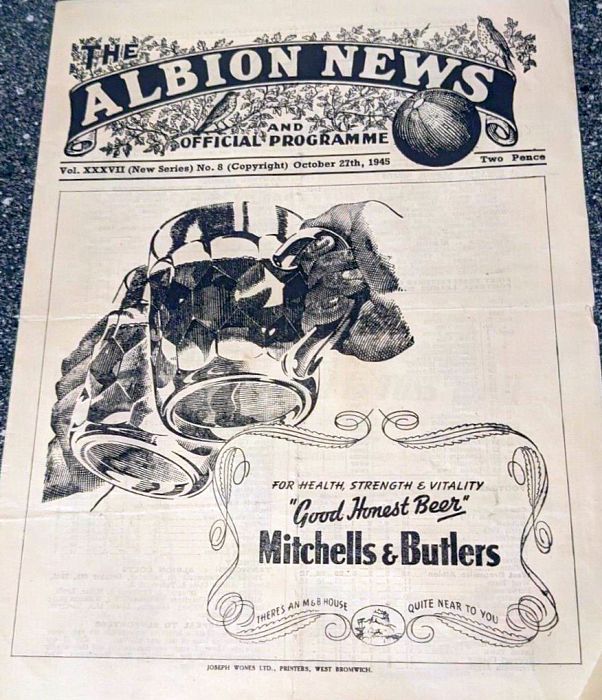 THE
ALBION NEWS
AND
OFFICIAL PROGRAMME
Vol. XXXVII (New Series) No. 8 (Copyright) October 27th, 1945
Two Pence
FOR HEALTH, STRENGTH & VITALITY
"Good Honest Beer"
Mitchells & Butlers
THERE'S AN M&B HOUSE
QUITE NEAR TO YOU
JOSEPH WONES LTD., PRINTERS, WEST BROMWICH.